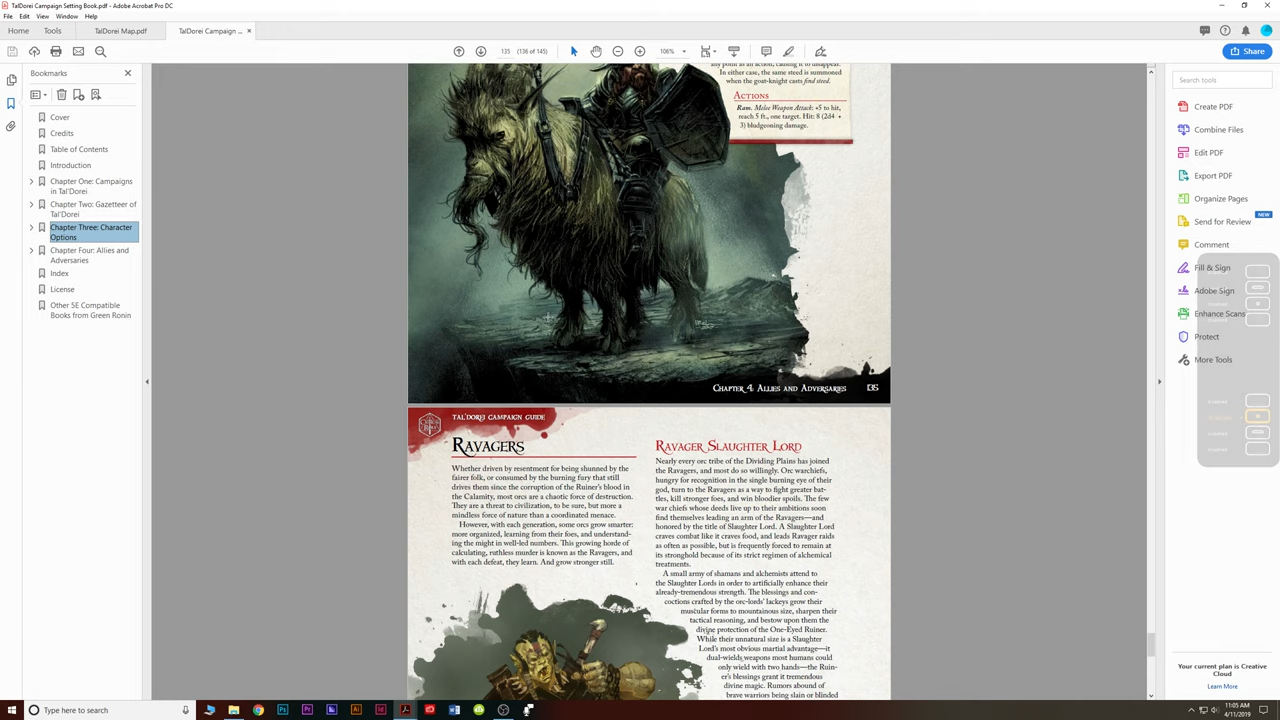 TalDorei Campaign Setting Book.pdf - Adobe Acrobat Pro DC
File Edit View Window Help
Home Tools TalDorei Map.pdf TalDorei Campaign ... ×
135 (136 of 145) 106% Share
Bookmarks
Cover
Credits
Table of Contents
Introduction
Chapter One: Campaigns
in Tal'Dorei
Chapter Two: Gazetteer of
Tal'Dorei
Chapter Three: Character
Options
Chapter Four: Allies and
Adversaries
Index
License
Other 5E Compatible
Books from Green Ronin
any point as an action, causing it to disappear.
In either case, the same steed is summoned
when the goat-knight casts find steed.
Actions
Ram. Melee Weapon Attack: +5 to hit,
reach 5 ft., one target. Hit: 8 (2d4 +
3) bludgeoning damage.
Chapter 4: Allies and Adversaries 135
Tal'Dorei Campaign Guide
Ravagers
Whether driven by resentment for being shunned by the
fairer folk, or consumed by the burning fury that still
drives them since the corruption of the Ruiner's blood in
the Calamity, most orcs are a chaotic force of destruction.
They are a threat to civilization, to be sure, but more a
mindless force of nature than a coordinated menace.
However, with each generation, some orcs grow smarter:
more organized, learning from their foes, and understand-
ing the might in well-led numbers. This growing horde of
calculating, ruthless murder is known as the Ravagers, and
with each defeat, they learn. And grow stronger still.
Ravager Slaughter Lord
Nearly every orc tribe of the Dividing Plains has joined
the Ravagers, and most do so willingly. Orc warchiefs,
hungry for recognition in the single burning eye of their
god, turn to the Ravagers as a way to fight greater bat-
tles, kill stronger foes, and win bloodier spoils. The few
war chiefs whose deeds live up to their ambitions soon
find themselves leading an arm of the Ravagers—and
honored by the title of Slaughter Lord. A Slaughter Lord
craves combat like it craves food, and leads Ravager raids
as often as possible, but is frequently forced to remain at
its stronghold because of its strict regimen of alchemical
treatments.
A small army of shamans and alchemists attend to
the Slaughter Lords in order to artificially enhance their
already-tremendous strength. The blessings and con-
coctions crafted by the orc-lords' lackeys grow their
muscular forms to mountainous size, sharpen their
tactical reasoning, and bestow upon them the
divine protection of the One-Eyed Ruiner.
While their unnatural size is a Slaughter
Lord's most obvious martial advantage—it
dual-wields weapons most humans could
only wield with two hands—the Ruin-
er's blessings grant it tremendous
divine magic. Rumors abound of
brave warriors being slain or blinded
Search tools
Create PDF
Combine Files
Edit PDF
Export PDF
Organize Pages
Send for Review
NEW
Comment
Fill & Sign
Adobe Sign
Enhance Scans
Protect
More Tools
Your current plan is Creative
Cloud
Learn More
Type here to search
11:05 AM
4/11/2019